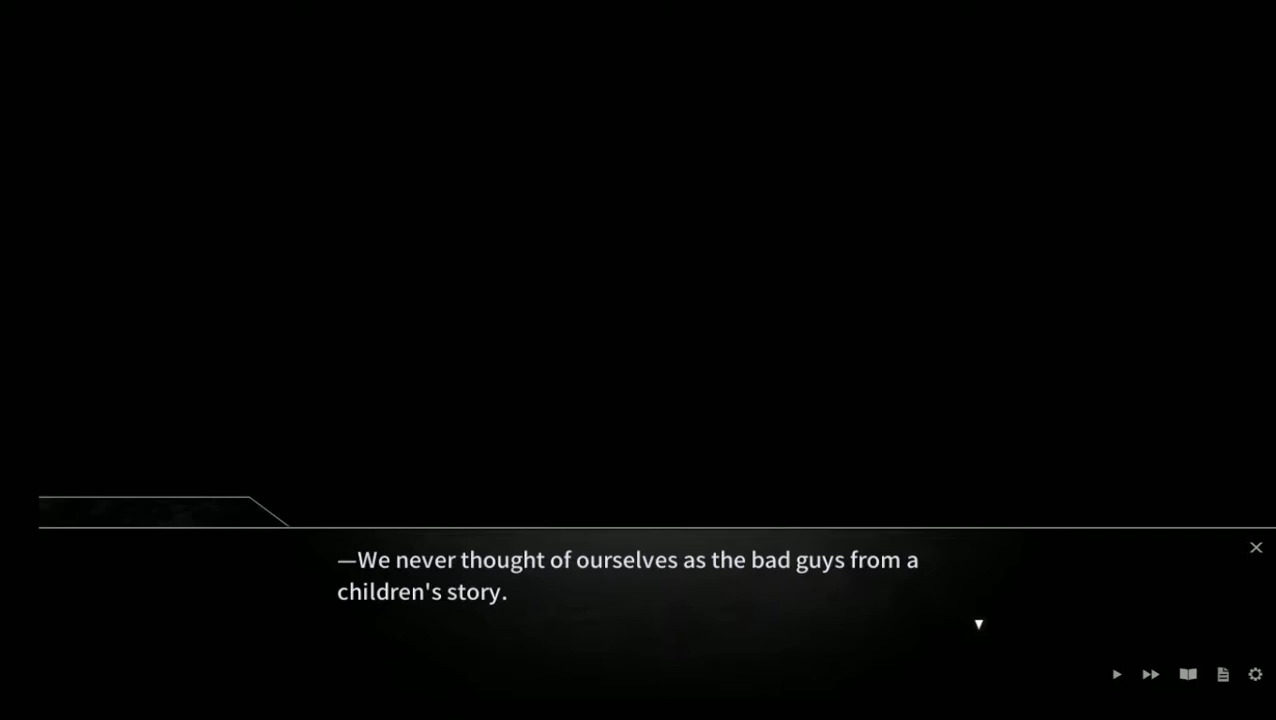 —We never thought of ourselves as the bad guys from a
children's story.